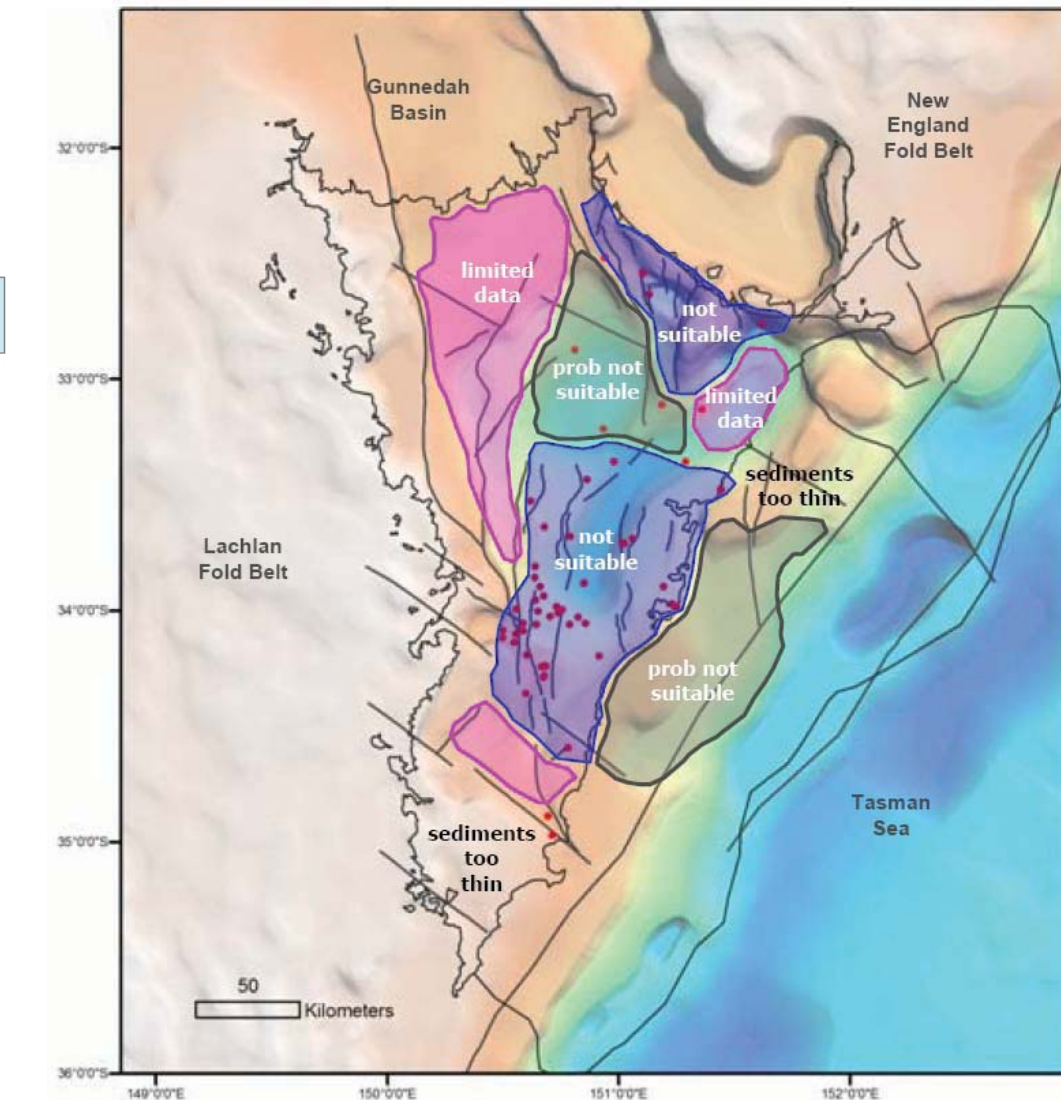 Gunnedah
Basin
New
England
Fold Belt
32°0'0"S
limited
data
not
suitable
33°0'0"S
prob not
suitable
limited
data
sediments
too thin
not
suitable
Lachlan
Fold Belt
34°0'0"S
prob not
suitable
Tasman
Sea
35°0'0"S
sediments
too
thin
50
Kilometers
36°0'0"S
149°0'0"E
150°0'0"E
151°0'0"E
152°0'0"E